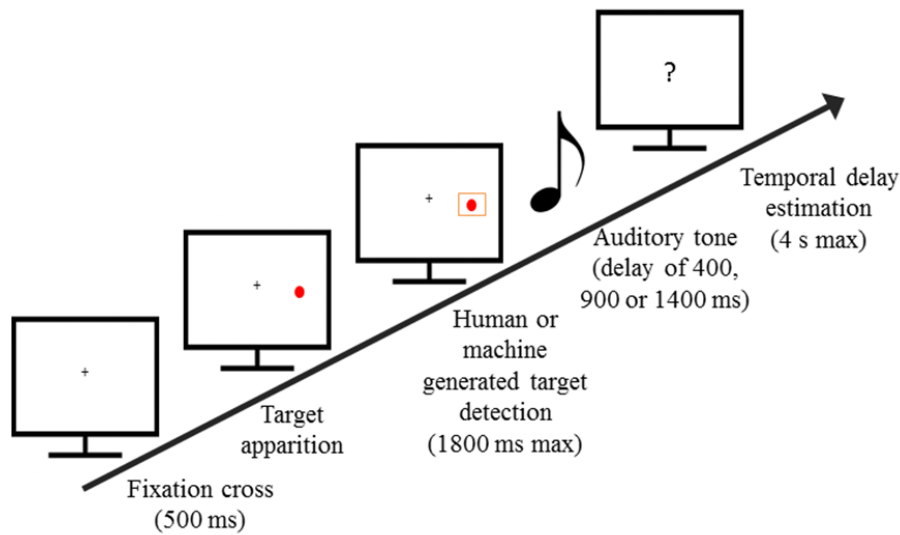 +
Fixation cross
(500 ms)
+
Target
apparition
+
Human or
machine
generated target
detection
(1800 ms max)
Auditory tone
(delay of 400,
900 or 1400 ms)
?
Temporal delay
estimation
(4 s max)